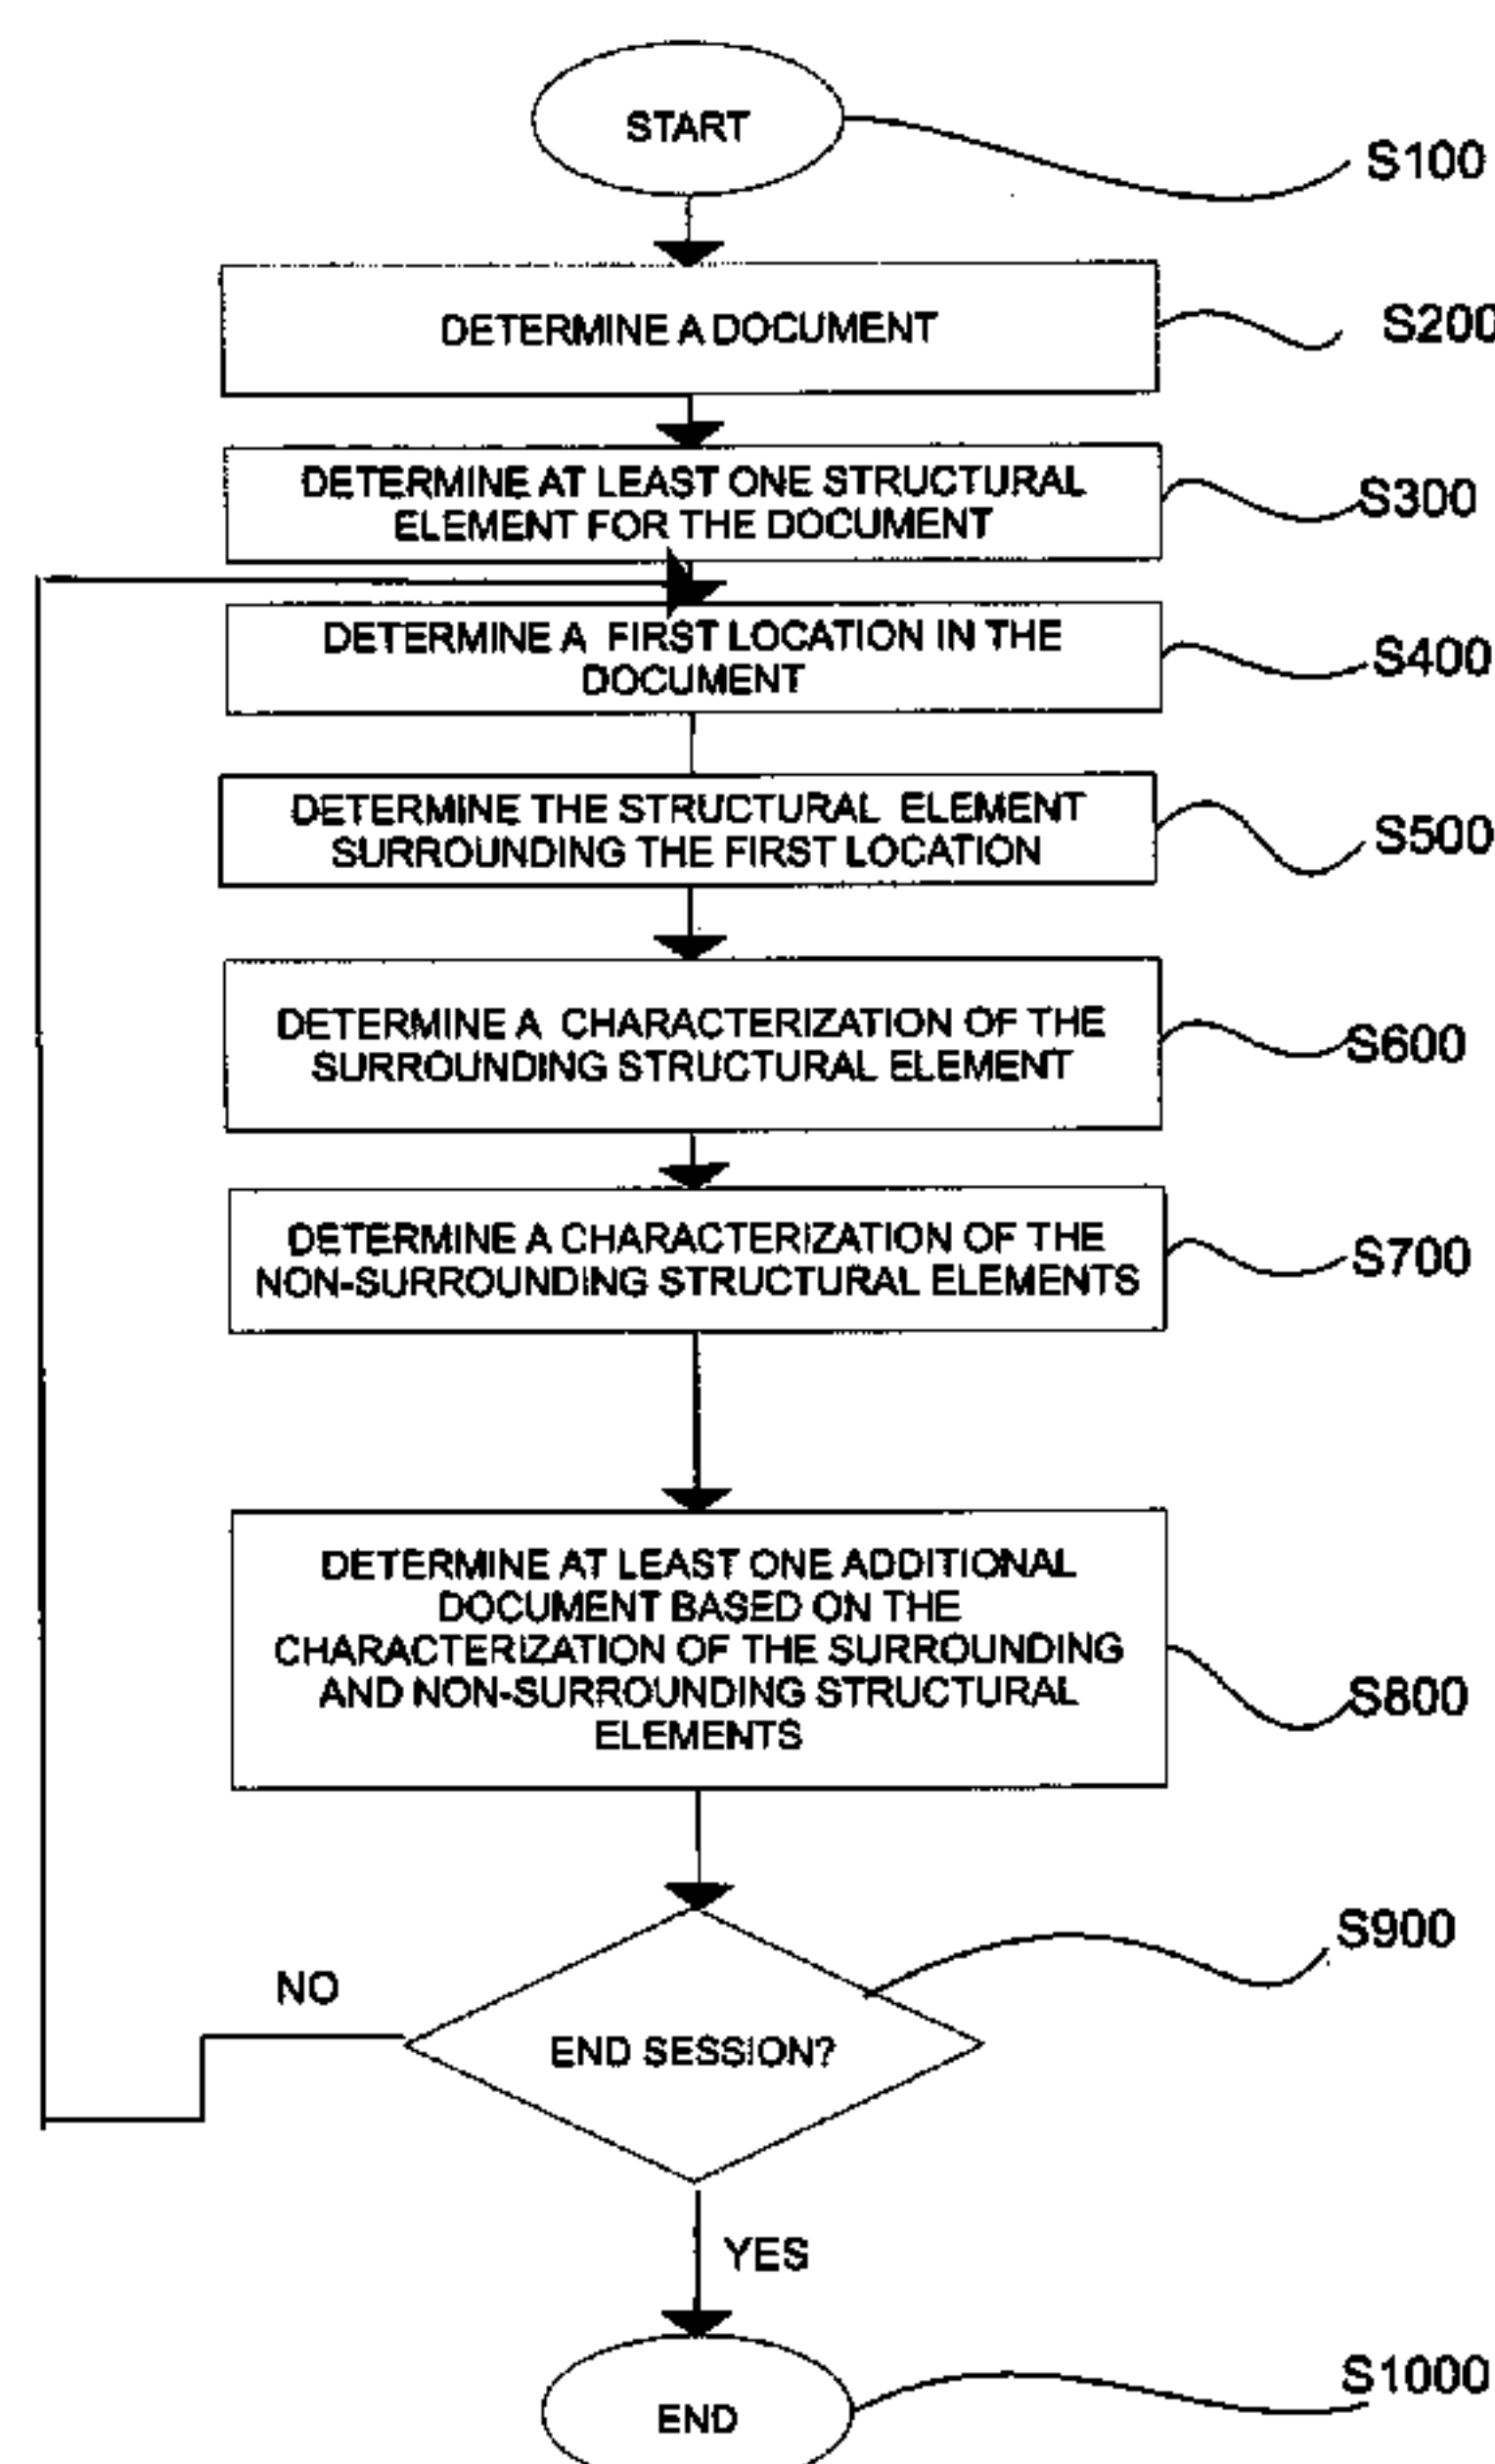 START
S100
DETERMINE A DOCUMENT
S200
DETERMINE AT LEAST ONE STRUCTURAL
ELEMENT FOR THE DOCUMENT
S300
DETERMINE A FIRST LOCATION IN THE
DOCUMENT
S400
DETERMINE THE STRUCTURAL ELEMENT
SURROUNDING THE FIRST LOCATION
S500
DETERMINE A CHARACTERIZATION OF THE
SURROUNDING STRUCTURAL ELEMENT
S600
DETERMINE A CHARACTERIZATION OF THE
NON-SURROUNDING STRUCTURAL ELEMENTS
S700
DETERMINE AT LEAST ONE ADDITIONAL
DOCUMENT BASED ON THE
CHARACTERIZATION OF THE SURROUNDING
AND NON-SURROUNDING STRUCTURAL
ELEMENTS
S800
S900
NO
END SESSION?
YES
S1000
END